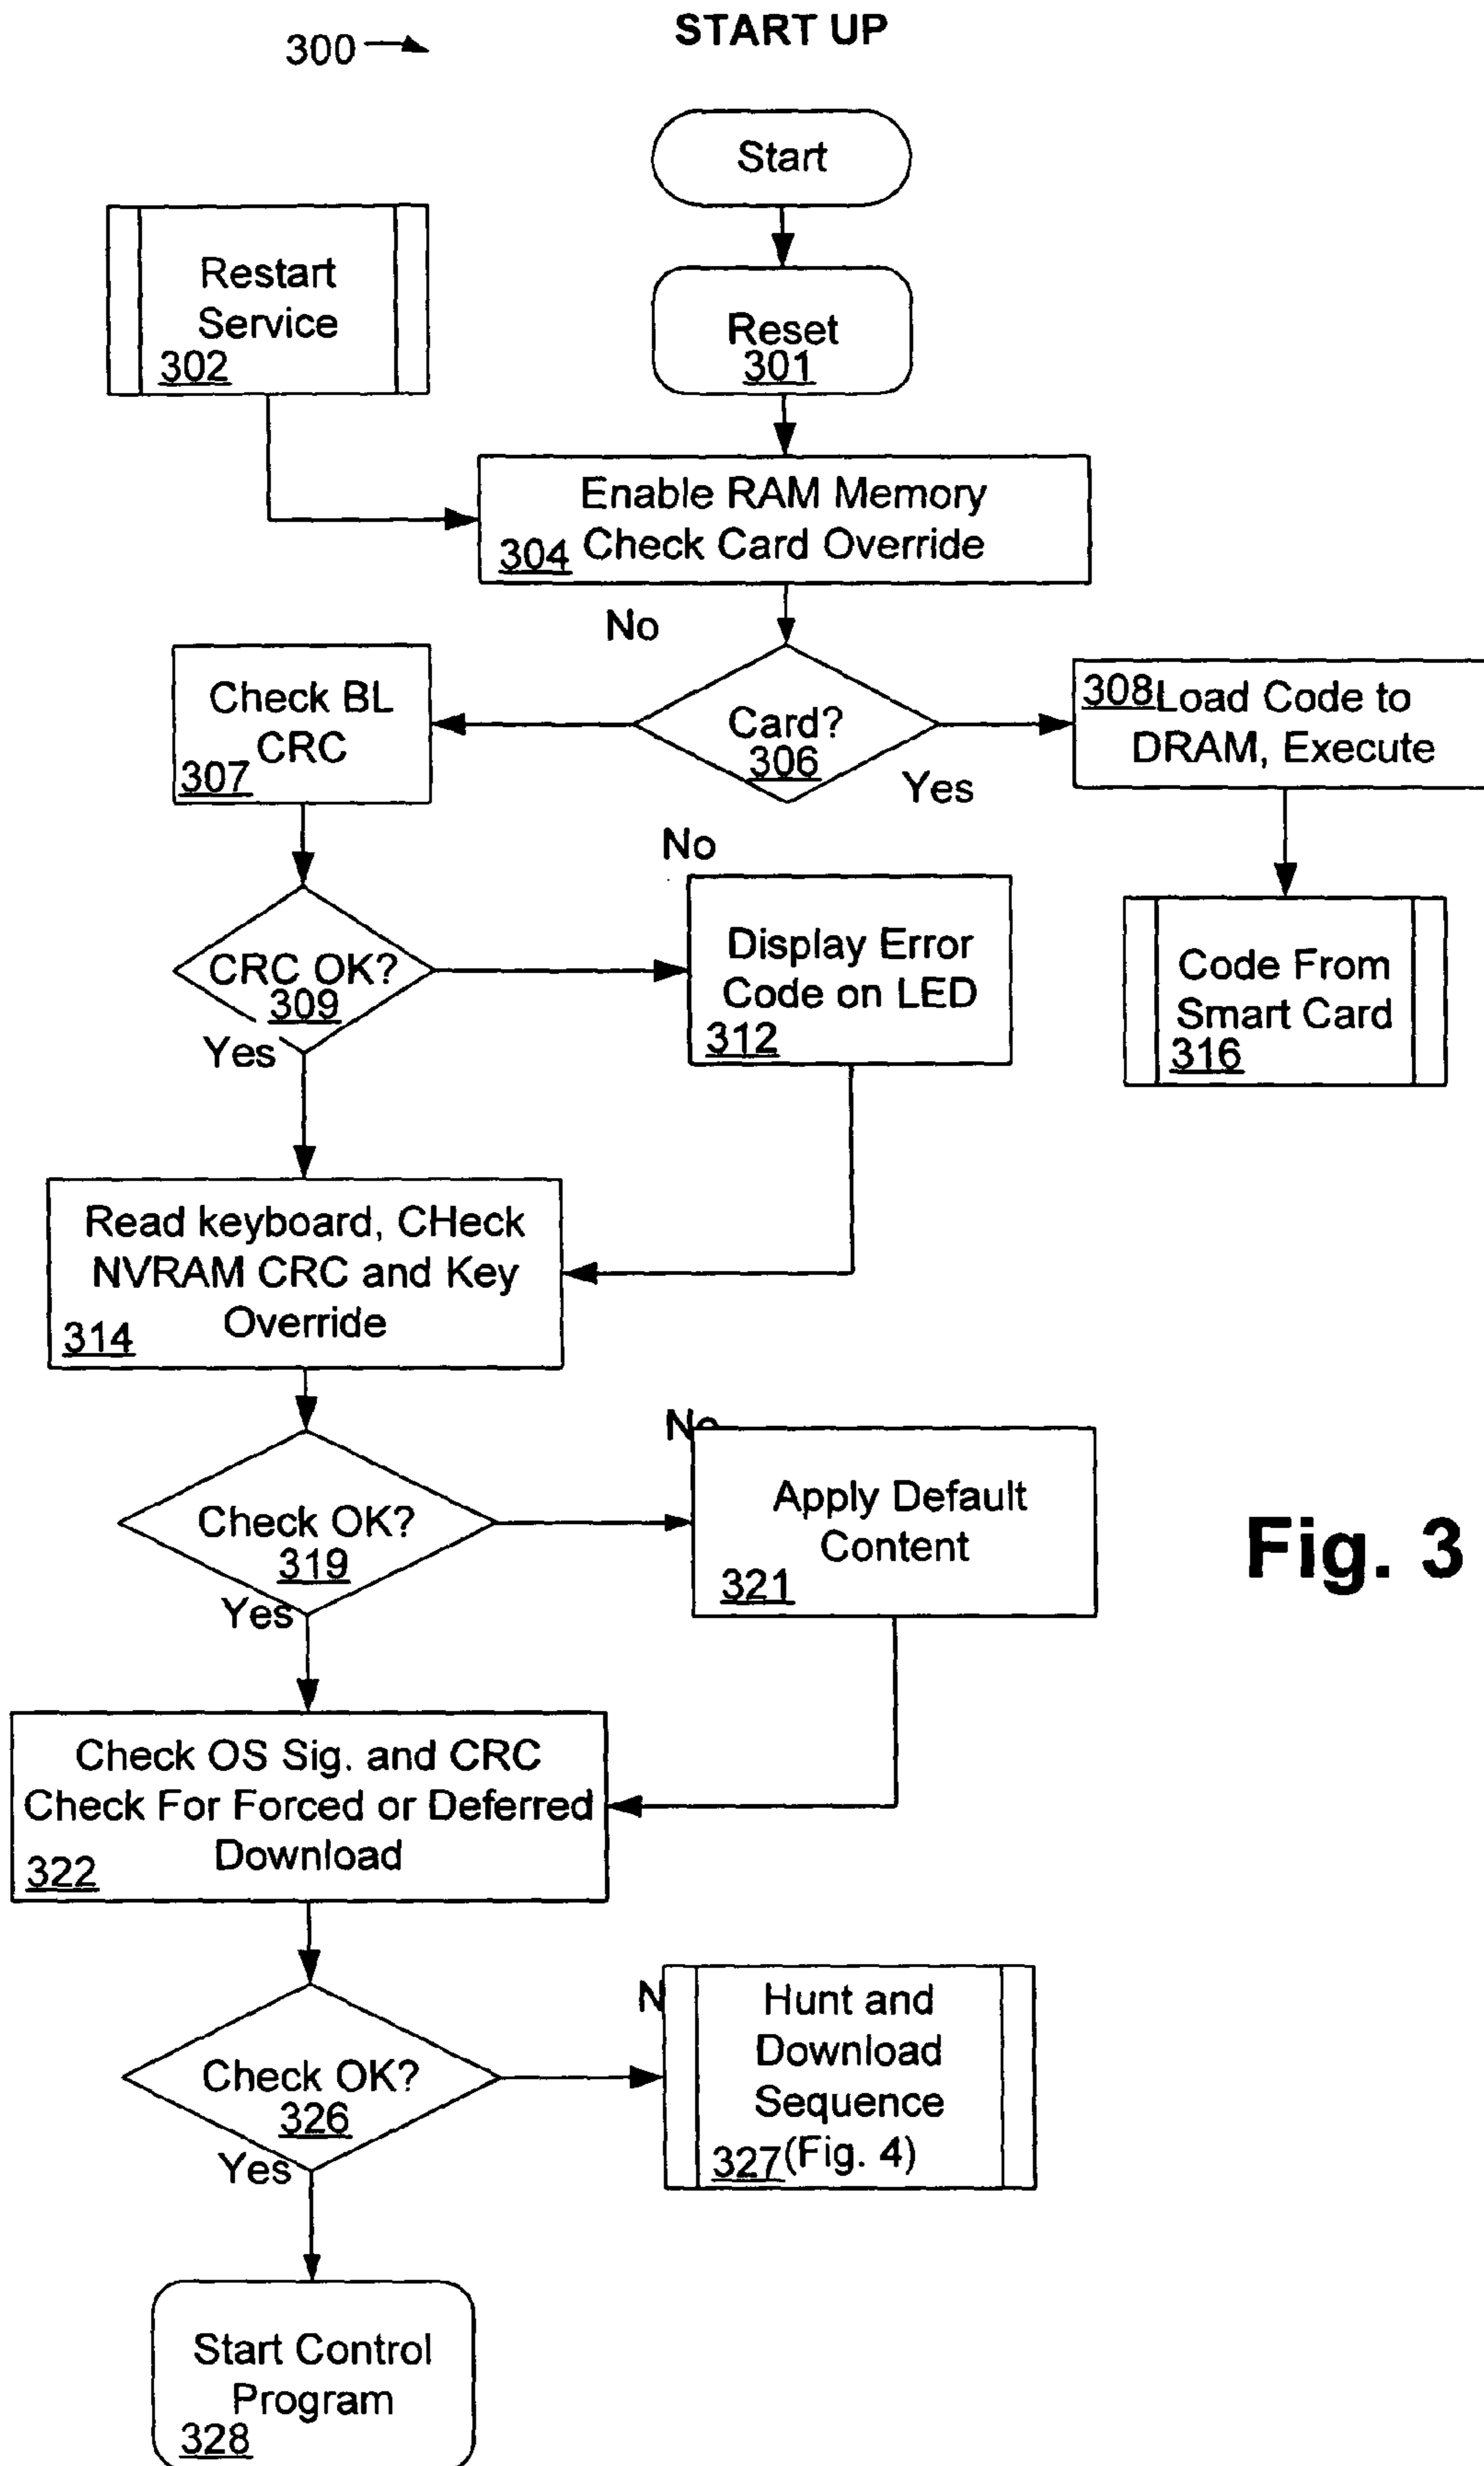 START UP
300
Start
Restart
Service
302
Reset
301
Enable RAM Memory
304 Check Card Override
No
Check BL
CRC
307
Card?
306
Yes
308 Load Code to
DRAM, Execute
No
CRC OK?
309
Yes
Display Error
Code on LED
312
Code From
Smart Card
316
Read keyboard, CHeck
NVRAM CRC and Key
Override
314
No
Check OK?
319
Yes
Apply Default
Content
321
Fig. 3
Check OS Sig. and CRC
Check For Forced or Deferred
Download
322
N
Check OK?
326
Yes
Hunt and
Download
Sequence
327 (Fig. 4)
Start Control
Program
328